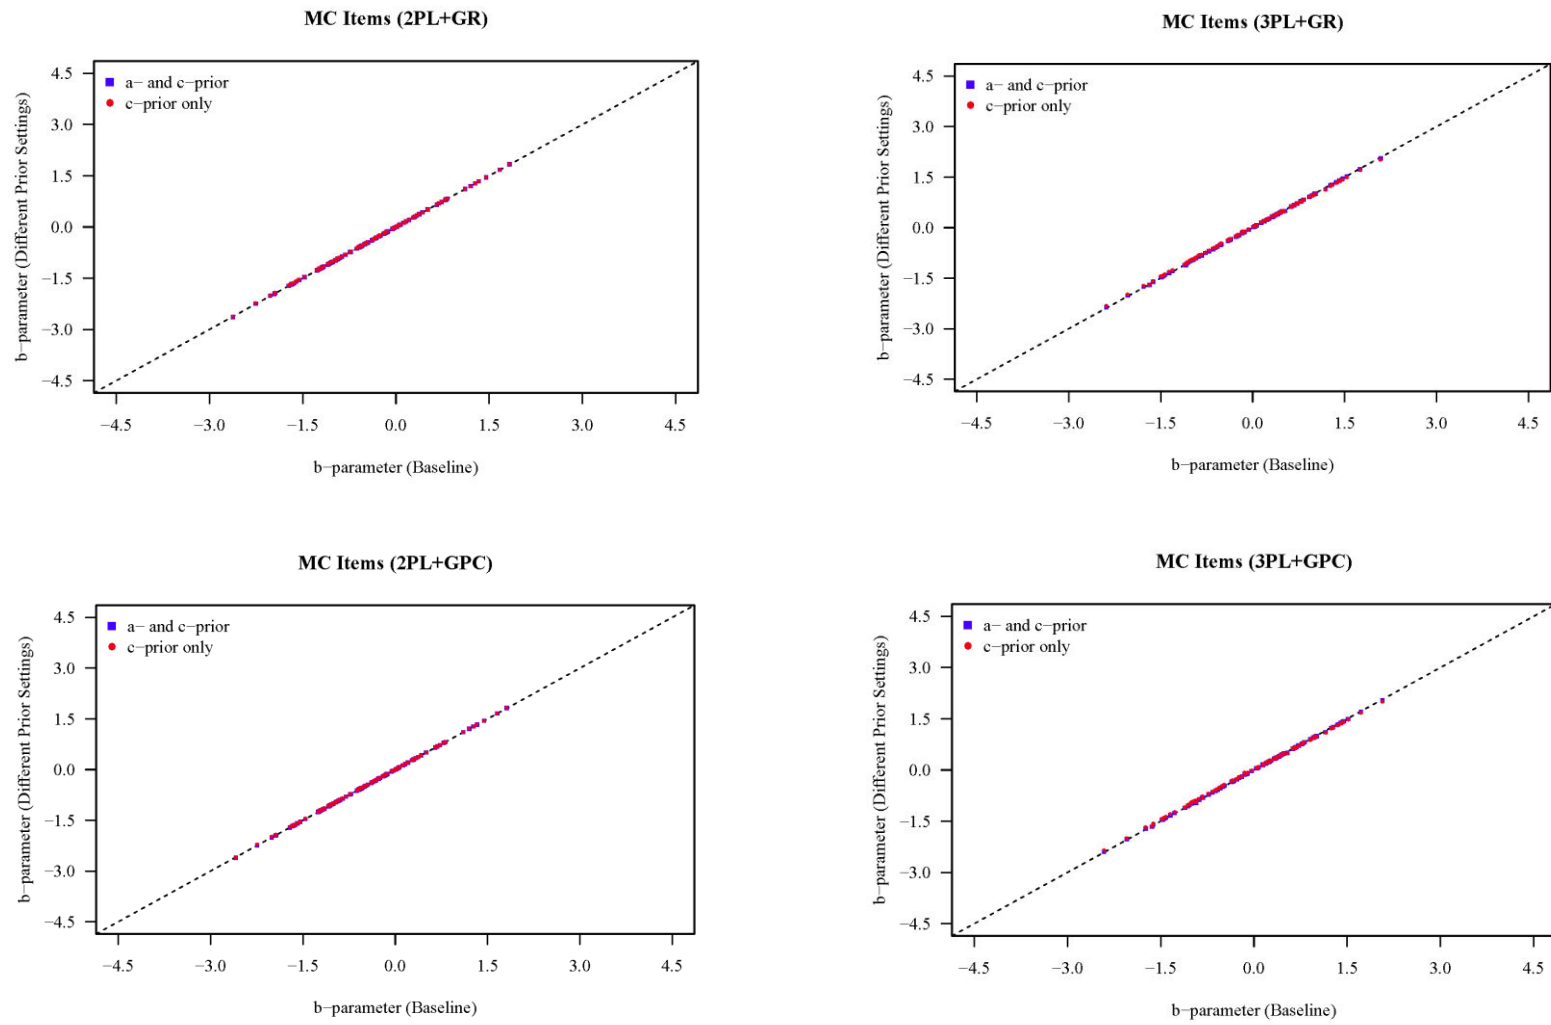 MC Items (2PL+GR)
b−parameter (Different Prior Settings)
4.5
3.0
1.5
0.0
−1.5
−3.0
−4.5
a− and c−prior
c−prior only
−4.5 −3.0 −1.5 0.0 1.5 3.0 4.5
b−parameter (Baseline)
MC Items (3PL+GR)
b−parameter (Different Prior Settings)
4.5
3.0
1.5
0.0
−1.5
−3.0
−4.5
a− and c−prior
c−prior only
−4.5 −3.0 −1.5 0.0 1.5 3.0 4.5
b−parameter (Baseline)
MC Items (2PL+GPC)
b−parameter (Different Prior Settings)
4.5
3.0
1.5
0.0
−1.5
−3.0
−4.5
a− and c−prior
c−prior only
−4.5 −3.0 −1.5 0.0 1.5 3.0 4.5
b−parameter (Baseline)
MC Items (3PL+GPC)
b−parameter (Different Prior Settings)
4.5
3.0
1.5
0.0
−1.5
−3.0
−4.5
a− and c−prior
c−prior only
−4.5 −3.0 −1.5 0.0 1.5 3.0 4.5
b−parameter (Baseline)